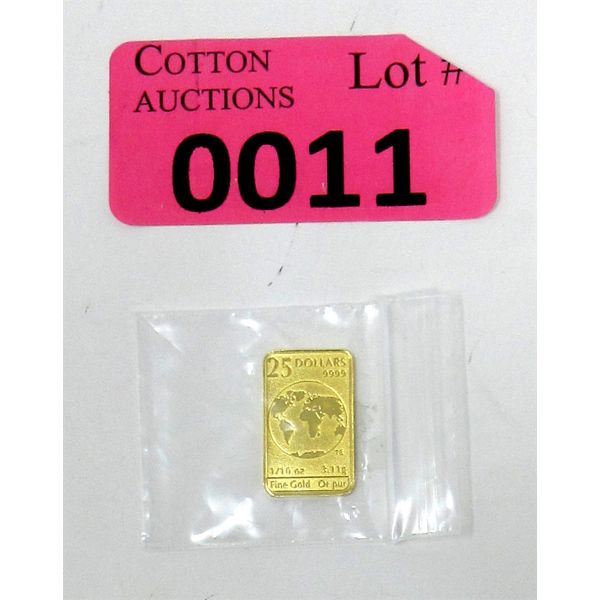 COTTON
AUCTIONS
Lot #
0011
25 DOLLARS
9999
1/10 oz 3.11g
Fine Gold Or pur